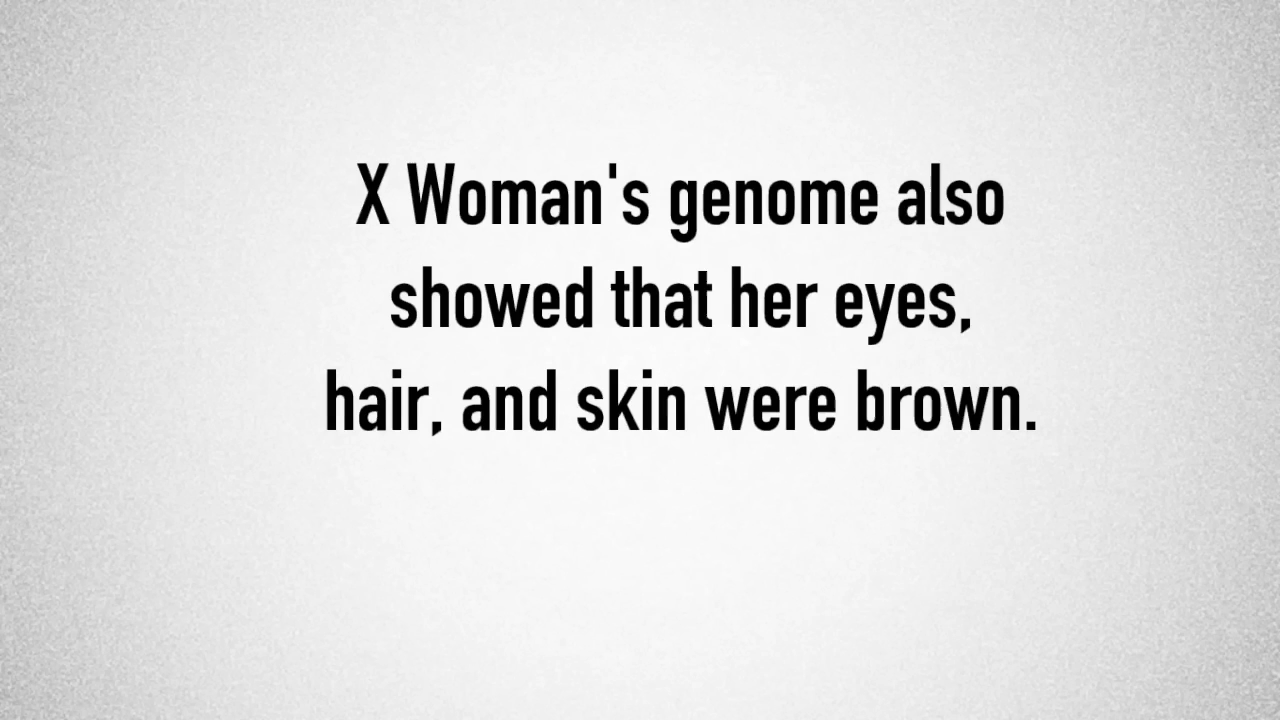 X Woman's genome also
showed that her eyes,
hair, and skin were brown.